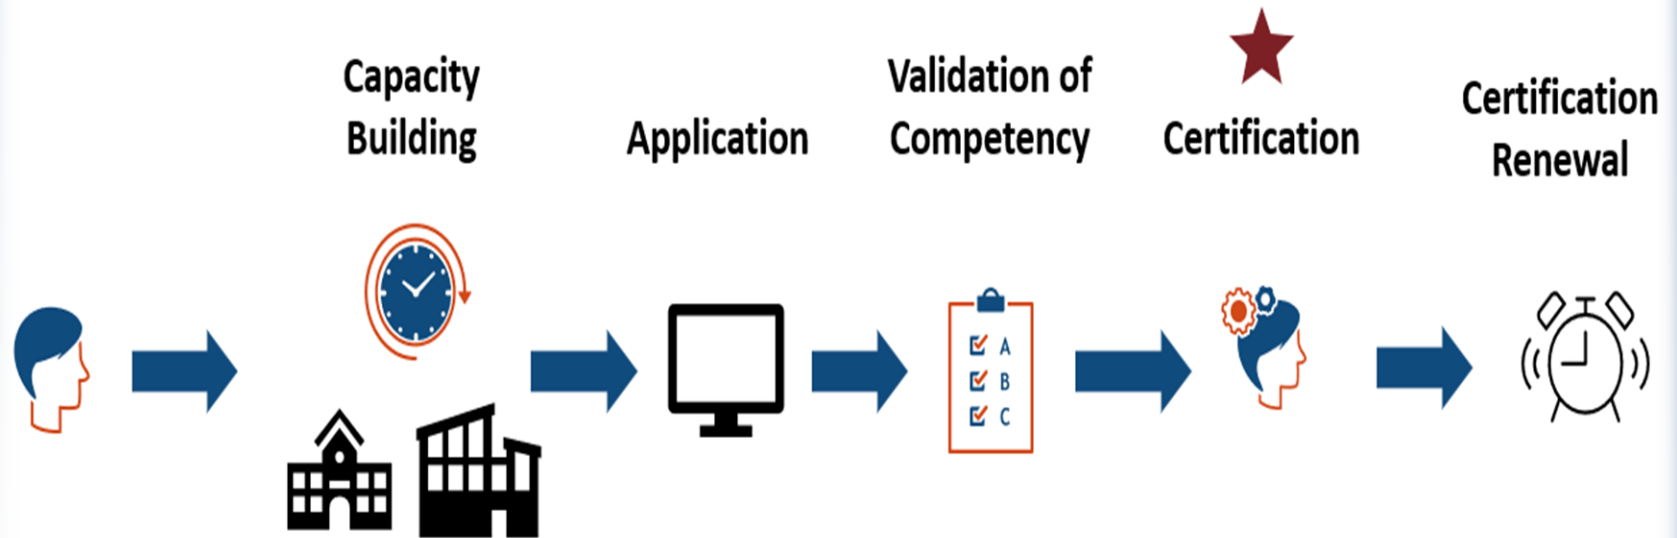 Capacity
Building
Application
Validation of
Competency
Certification
Certification
Renewal
A
B
C